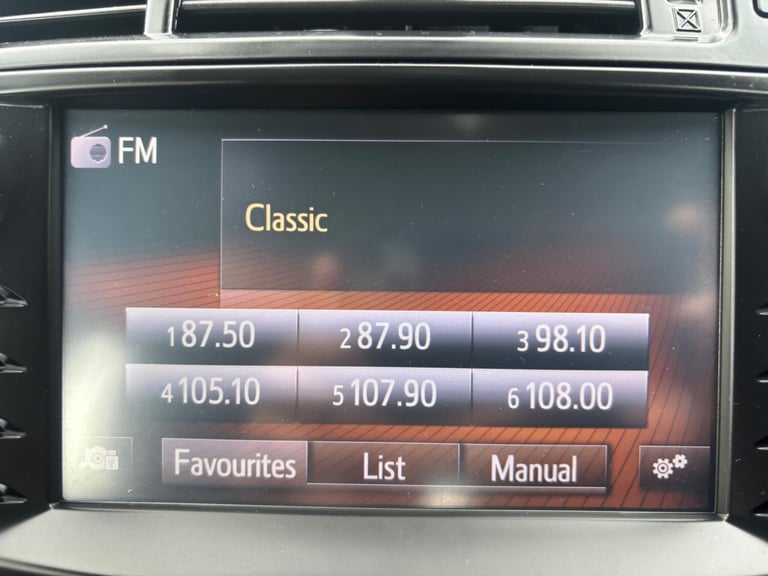 FM
Classic
1 87.50 2 87.90 3 98.10
4 105.10 5 107.90 6 108.00
Favourites List Manual